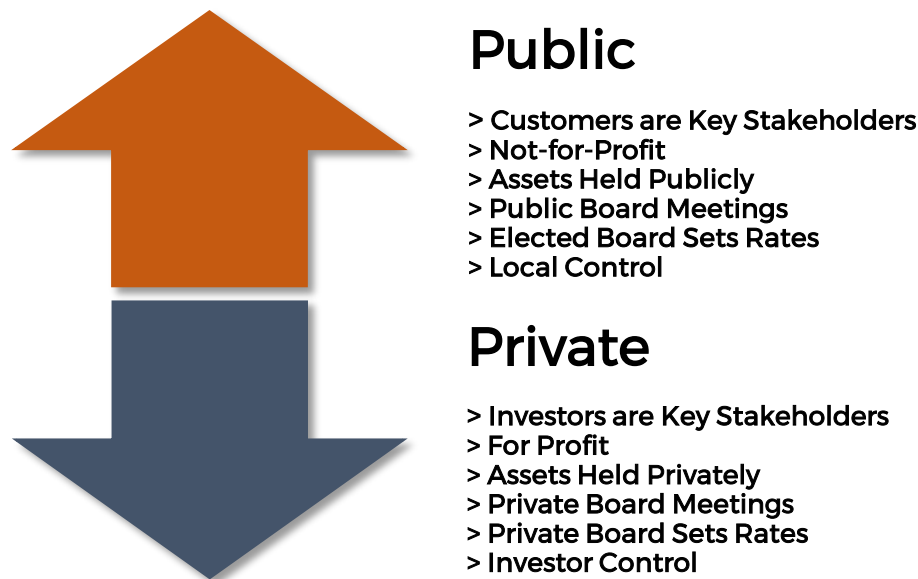 Public
> Customers are Key Stakeholders
> Not-for-Profit
> Assets Held Publicly
> Public Board Meetings
> Elected Board Sets Rates
> Local Control
Private
> Investors are Key Stakeholders
> For Profit
> Assets Held Privately
> Private Board Meetings
> Private Board Sets Rates
> Investor Control